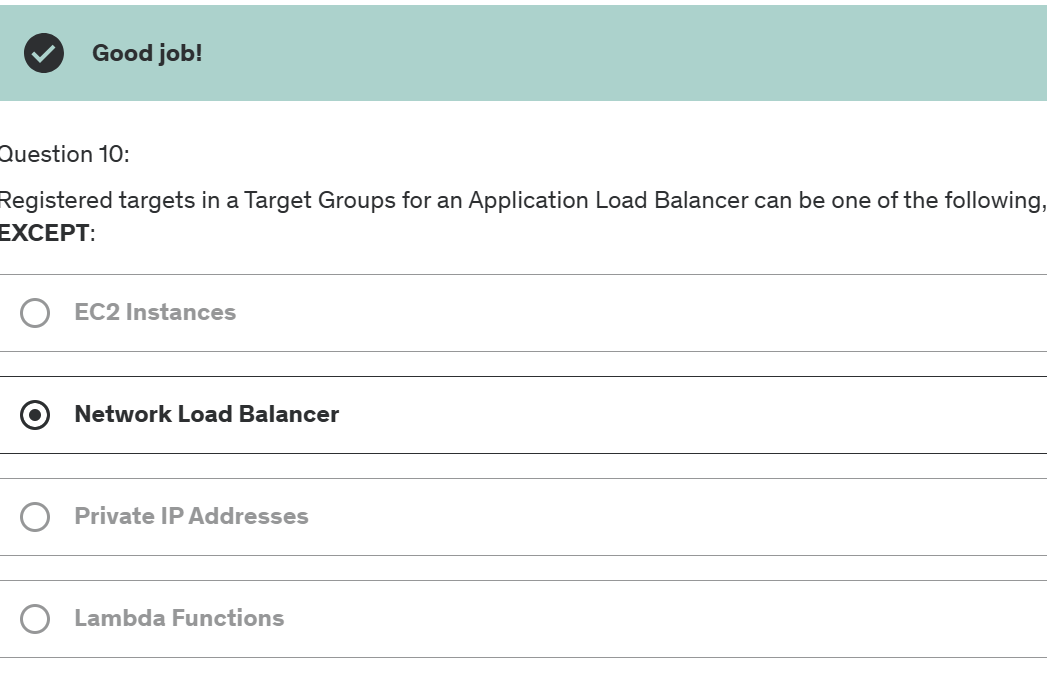 Good job!
Question 10:
Registered targets in a Target Groups for an Application Load Balancer can be one of the following,
EXCEPT:
EC2 Instances
Network Load Balancer
Private IP Addresses
Lambda Functions